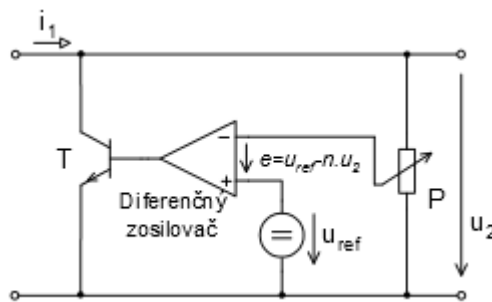 i1
T
−
e=uref-n.u2
+
Diferenčný
zosilovač
=
uref
P
u2